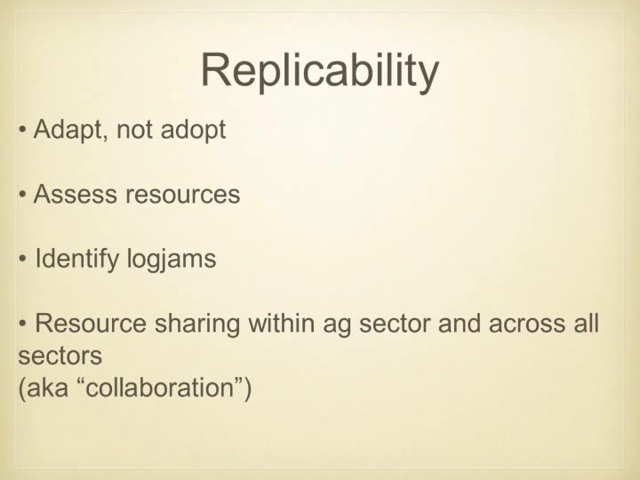 Replicability
• Adapt, not adopt
• Assess resources
• Identify logjams
• Resource sharing within ag sector and across all
sectors
(aka “collaboration”)